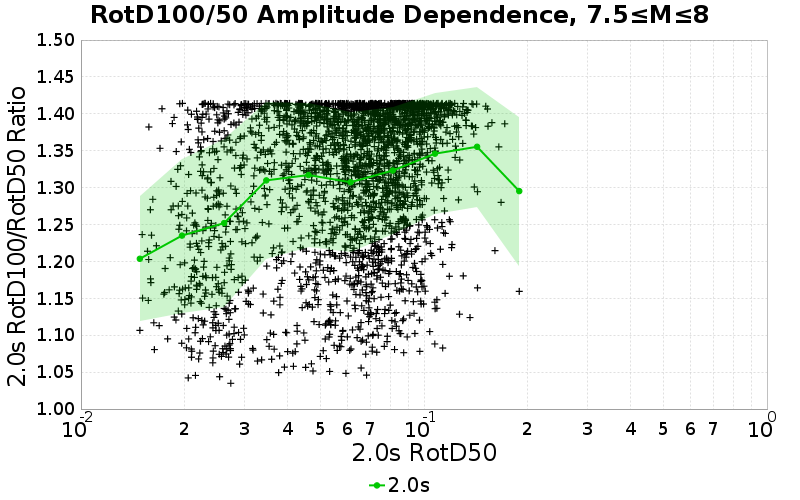 RotD100/50 Amplitude Dependence, 7.5≤M≤8
2.0s RotD100/RotD50 Ratio
1.50
1.45
1.40
1.35
1.30
1.25
1.20
1.15
1.10
1.05
1.00
10^-2 2 3 4 5 6 7 10^-1 2 3 4 5 6 7 10^0
2.0s RotD50
2.0s